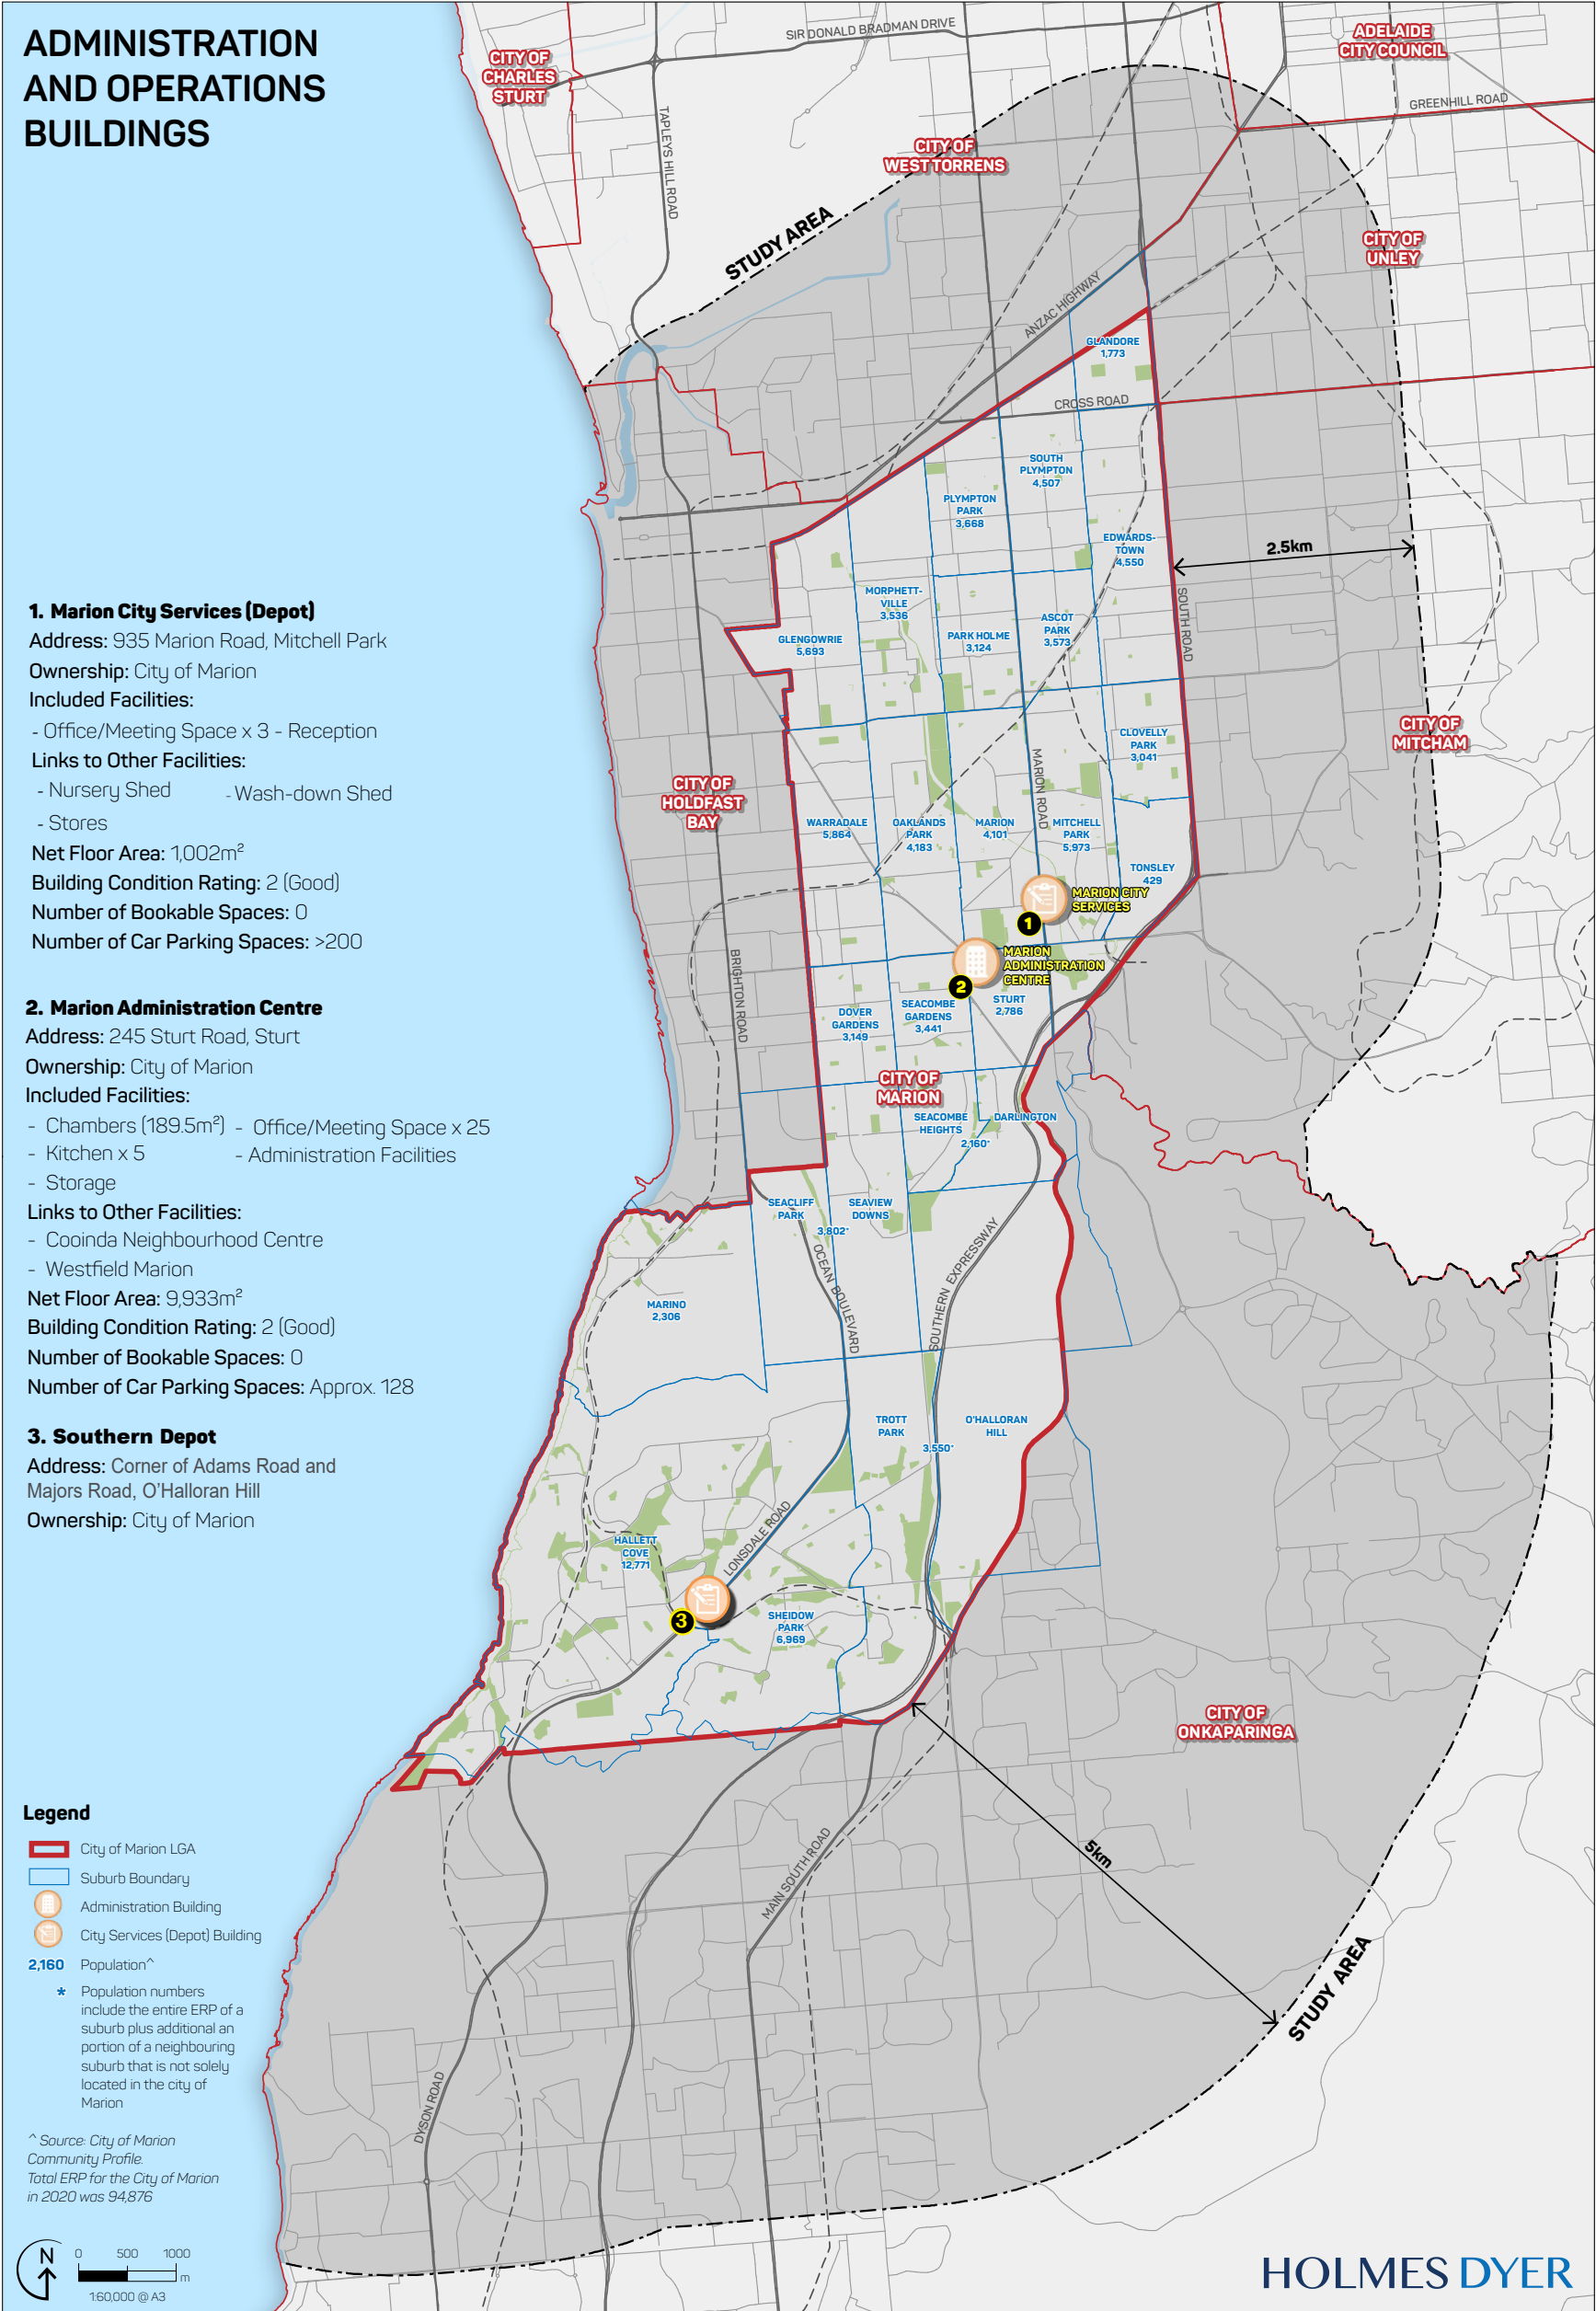 ADMINISTRATION
AND OPERATIONS
BUILDINGS
1. Marion City Services (Depot)
Address: 935 Marion Road, Mitchell Park
Ownership: City of Marion
Included Facilities:
- Office/Meeting Space x 3 - Reception
Links to Other Facilities:
- Nursery Shed - Wash-down Shed
- Stores
Net Floor Area: 1,002m²
Building Condition Rating: 2 (Good)
Number of Bookable Spaces: 0
Number of Car Parking Spaces: >200
2. Marion Administration Centre
Address: 245 Sturt Road, Sturt
Ownership: City of Marion
Included Facilities:
- Chambers (189.5m²) - Office/Meeting Space x 25
- Kitchen x 5 - Administration Facilities
- Storage
Links to Other Facilities:
- Cooinda Neighbourhood Centre
- Westfield Marion
Net Floor Area: 9,933m²
Building Condition Rating: 2 (Good)
Number of Bookable Spaces: 0
Number of Car Parking Spaces: Approx. 128
3. Southern Depot
Address: Corner of Adams Road and
Majors Road, O'Halloran Hill
Ownership: City of Marion
Legend
City of Marion LGA
Suburb Boundary
Administration Building
City Services (Depot) Building
2,160 Population^
* Population numbers
include the entire ERP of a
suburb plus additional an
portion of a neighbouring
suburb that is not solely
located in the city of
Marion
^ Source: City of Marion
Community Profile.
Total ERP for the City of Marion
in 2020 was 94,876
N
0 500 1000
m
1:60,000 @ A3
CITY OF
CHARLES
STURT
SIR DONALD BRADMAN DRIVE
ADELAIDE
CITY COUNCIL
GREENHILL ROAD
TAPLEYS HILL ROAD
CITY OF
WEST TORRENS
STUDY AREA
CITY OF
UNLEY
ANZAC HIGHWAY
GLANDORE
1,773
CROSS ROAD
SOUTH
PLYMPTON
4,507
PLYMPTON
PARK
3,668
EDWARDS-
TOWN
4,550
2.5km
MORPHETT-
VILLE
3,536
SOUTH ROAD
GLENGOWRIE
5,693
PARK HOLME
3,124
ASCOT
PARK
3,573
CITY OF
MITCHAM
CLOVELLY
PARK
3,041
MARION ROAD
CITY OF
HOLDFAST
BAY
WARRADALE
5,864
OAKLANDS
PARK
4,183
MARION
4,101
MITCHELL
PARK
5,973
TONSLEY
429
MARION CITY
SERVICES
1
MARION
ADMINISTRATION
CENTRE
2
BRIGHTON ROAD
STURT
2,786
SEACOMBE
GARDENS
3,441
DOVER
GARDENS
3,149
CITY OF
MARION
SEACOMBE
HEIGHTS
DARLINGTON
2,160*
SEACLIFF
PARK
SEAVIEW
DOWNS
3,802*
OCEAN BOULEVARD
SOUTHERN EXPRESSWAY
MARINO
2,306
TROTT
PARK
O'HALLORAN
HILL
3,550*
LONSDALE ROAD
HALLETT
COVE
12,771
3
SHEIDOW
PARK
6,969
CITY OF
ONKAPARINGA
MAIN SOUTH ROAD
5km
STUDY AREA
DYSON ROAD
HOLMES DYER